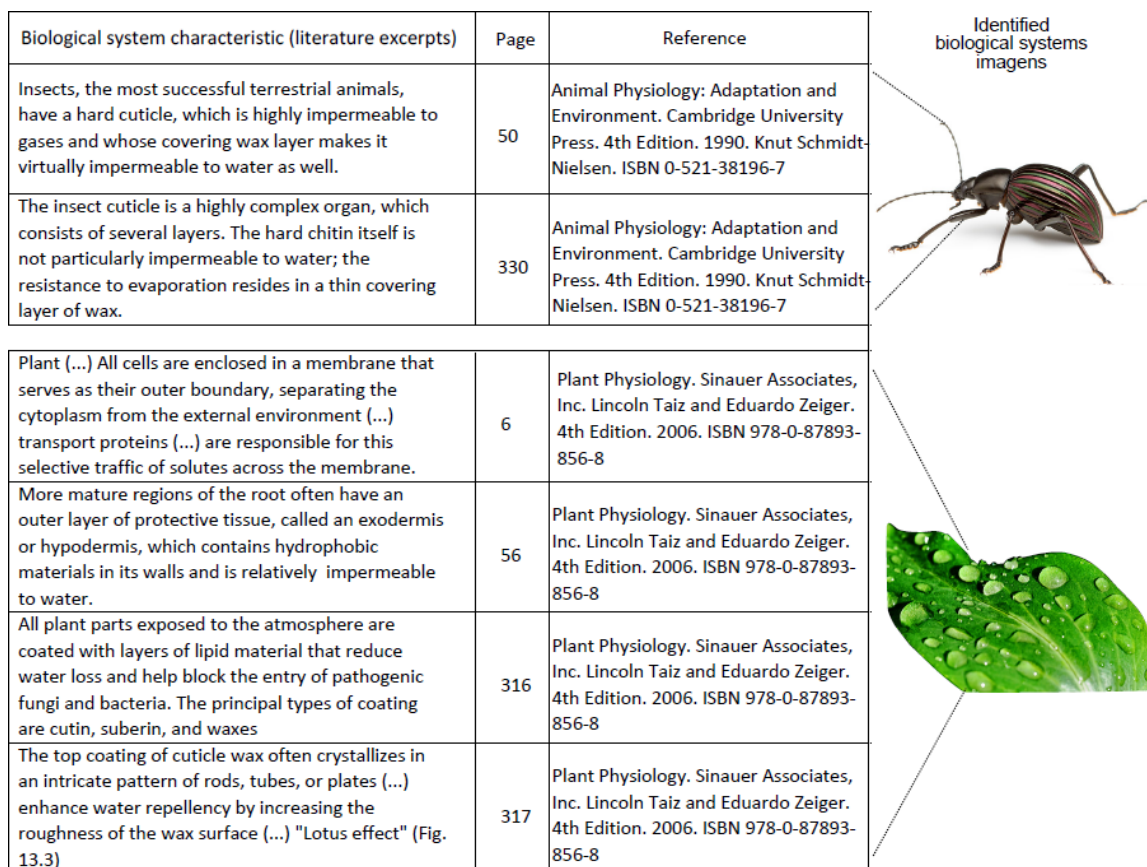 Biological system characteristic (literature excerpts)
Page
Reference
Identified
biological systems
imagens
Insects, the most successful terrestrial animals,
have a hard cuticle, which is highly impermeable to
gases and whose covering wax layer makes it
virtually impermeable to water as well.
50
Animal Physiology: Adaptation and
Environment. Cambridge University
Press. 4th Edition. 1990. Knut Schmidt-
Nielsen. ISBN 0-521-38196-7
The insect cuticle is a highly complex organ, which
consists of several layers. The hard chitin itself is
not particularly impermeable to water; the
resistance to evaporation resides in a thin covering
layer of wax.
330
Animal Physiology: Adaptation and
Environment. Cambridge University
Press. 4th Edition. 1990. Knut Schmidt-
Nielsen. ISBN 0-521-38196-7
Plant (...) All cells are enclosed in a membrane that
serves as their outer boundary, separating the
cytoplasm from the external environment (...)
transport proteins (...) are responsible for this
selective traffic of solutes across the membrane.
6
Plant Physiology. Sinauer Associates,
Inc. Lincoln Taiz and Eduardo Zeiger.
4th Edition. 2006. ISBN 978-0-87893-
856-8
More mature regions of the root often have an
outer layer of protective tissue, called an exodermis
or hypodermis, which contains hydrophobic
materials in its walls and is relatively impermeable
to water.
56
Plant Physiology. Sinauer Associates,
Inc. Lincoln Taiz and Eduardo Zeiger.
4th Edition. 2006. ISBN 978-0-87893-
856-8
All plant parts exposed to the atmosphere are
coated with layers of lipid material that reduce
water loss and help block the entry of pathogenic
fungi and bacteria. The principal types of coating
are cutin, suberin, and waxes
316
Plant Physiology. Sinauer Associates,
Inc. Lincoln Taiz and Eduardo Zeiger.
4th Edition. 2006. ISBN 978-0-87893-
856-8
The top coating of cuticle wax often crystallizes in
an intricate pattern of rods, tubes, or plates (...)
enhance water repellency by increasing the
roughness of the wax surface (...) "Lotus effect" (Fig.
13.3)
317
Plant Physiology. Sinauer Associates,
Inc. Lincoln Taiz and Eduardo Zeiger.
4th Edition. 2006. ISBN 978-0-87893-
856-8